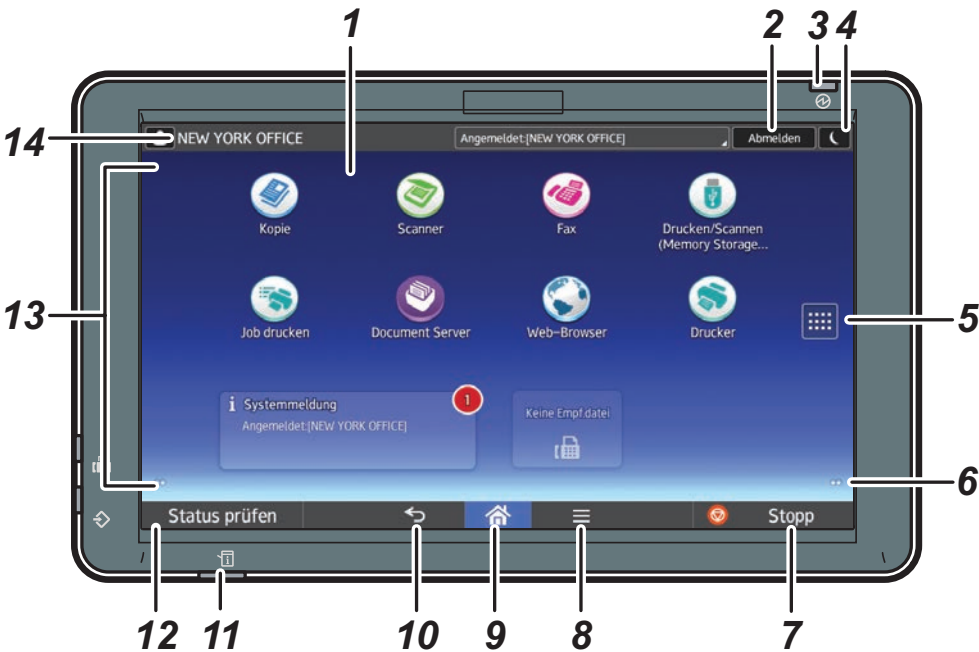 1
2
3
4
14
NEW YORK OFFICE
Angemeldet:[NEW YORK OFFICE]
Abmelden
Kopie
Scanner
Fax
Drucken/Scannen
(Memory Storage...
13
5
Job drucken
Document Server
Web-Browser
Drucker
i Systemmeldung
1
Angemeldet:[NEW YORK OFFICE]
Keine Empf.datei
6
Status prüfen
Stopp
12
11
10
9
8
7